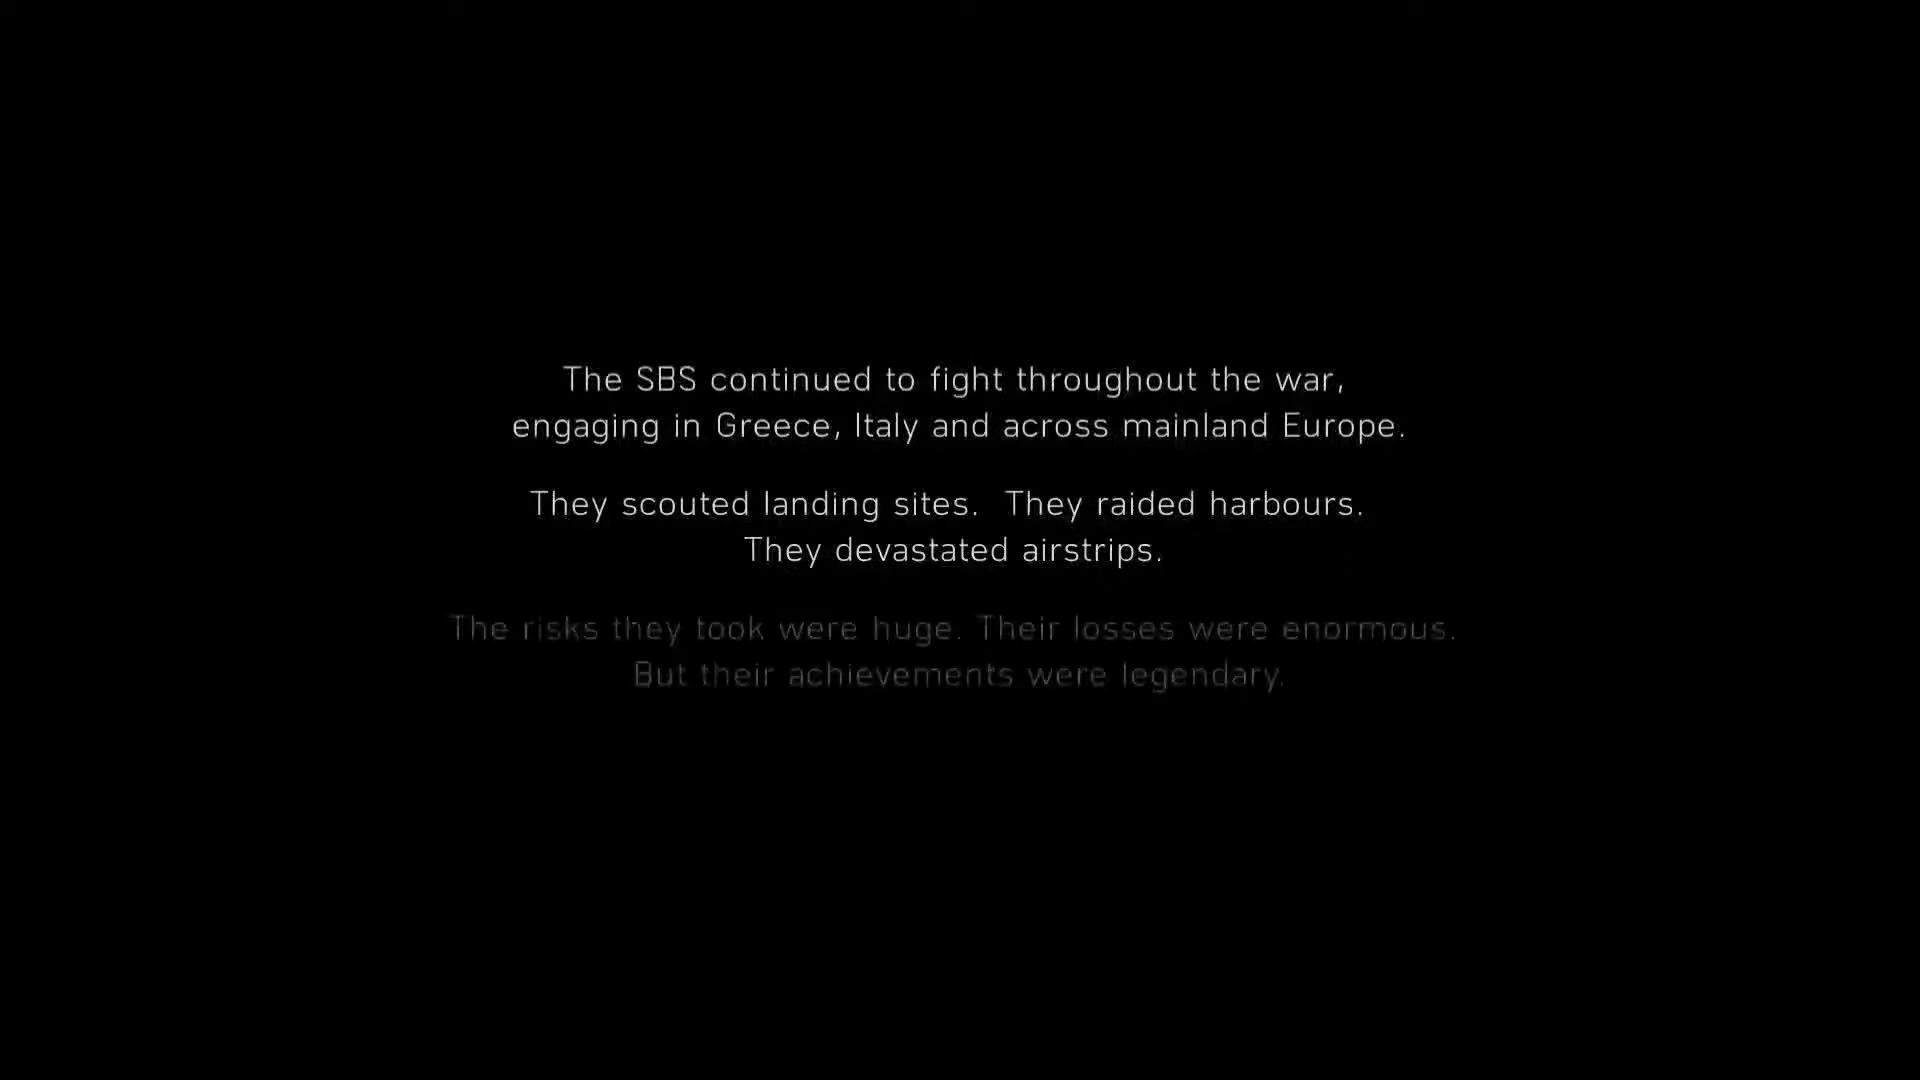 The SBS continued to fight throughout the war,
engaging in Greece, Italy and across mainland Europe.
They scouted landing sites.  They raided harbours.
They devastated airstrips.
The risks they took were huge. Their losses were enormous.
But their achievements were legendary.